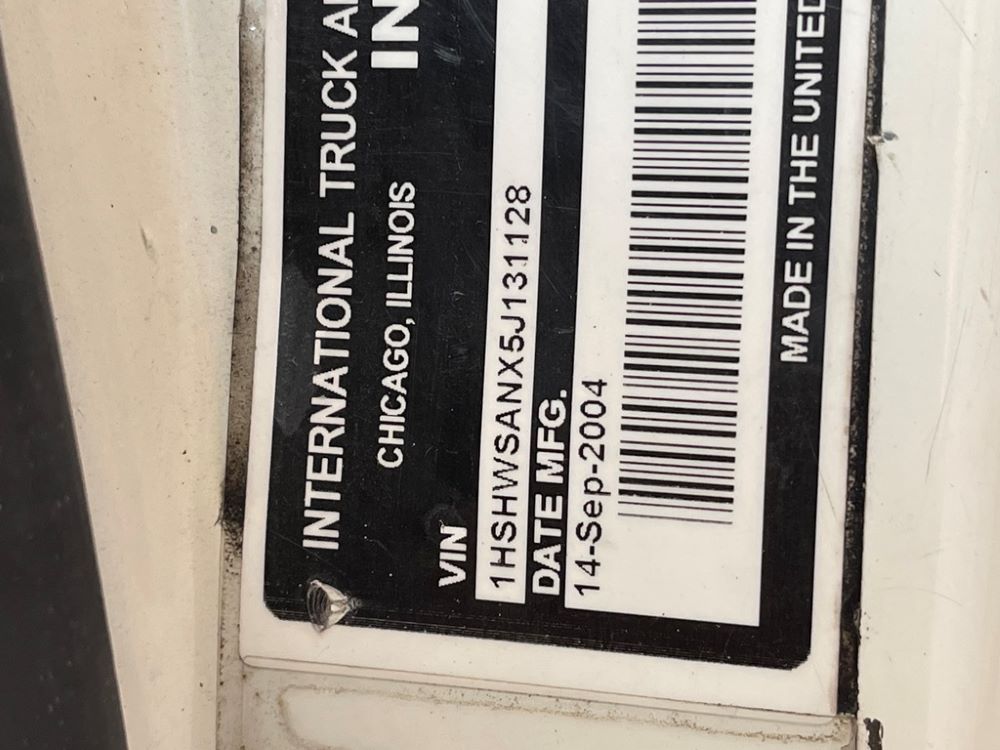 INTERNATIONAL TRUCK
IN
CHICAGO, ILLINOIS
VIN
1HSHWSANX5J131128
DATE MFG.
14-Sep-2004
MADE IN THE UNITED